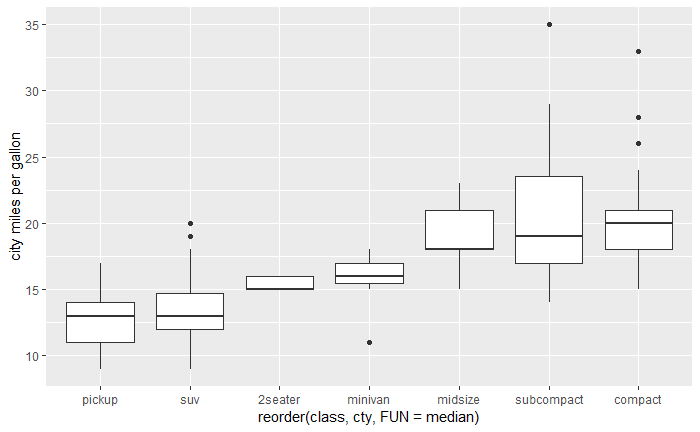 35
30
25
20
15
10
city miles per gallon
pickup suv 2seater minivan midsize subcompact compact
reorder(class, cty, FUN = median)